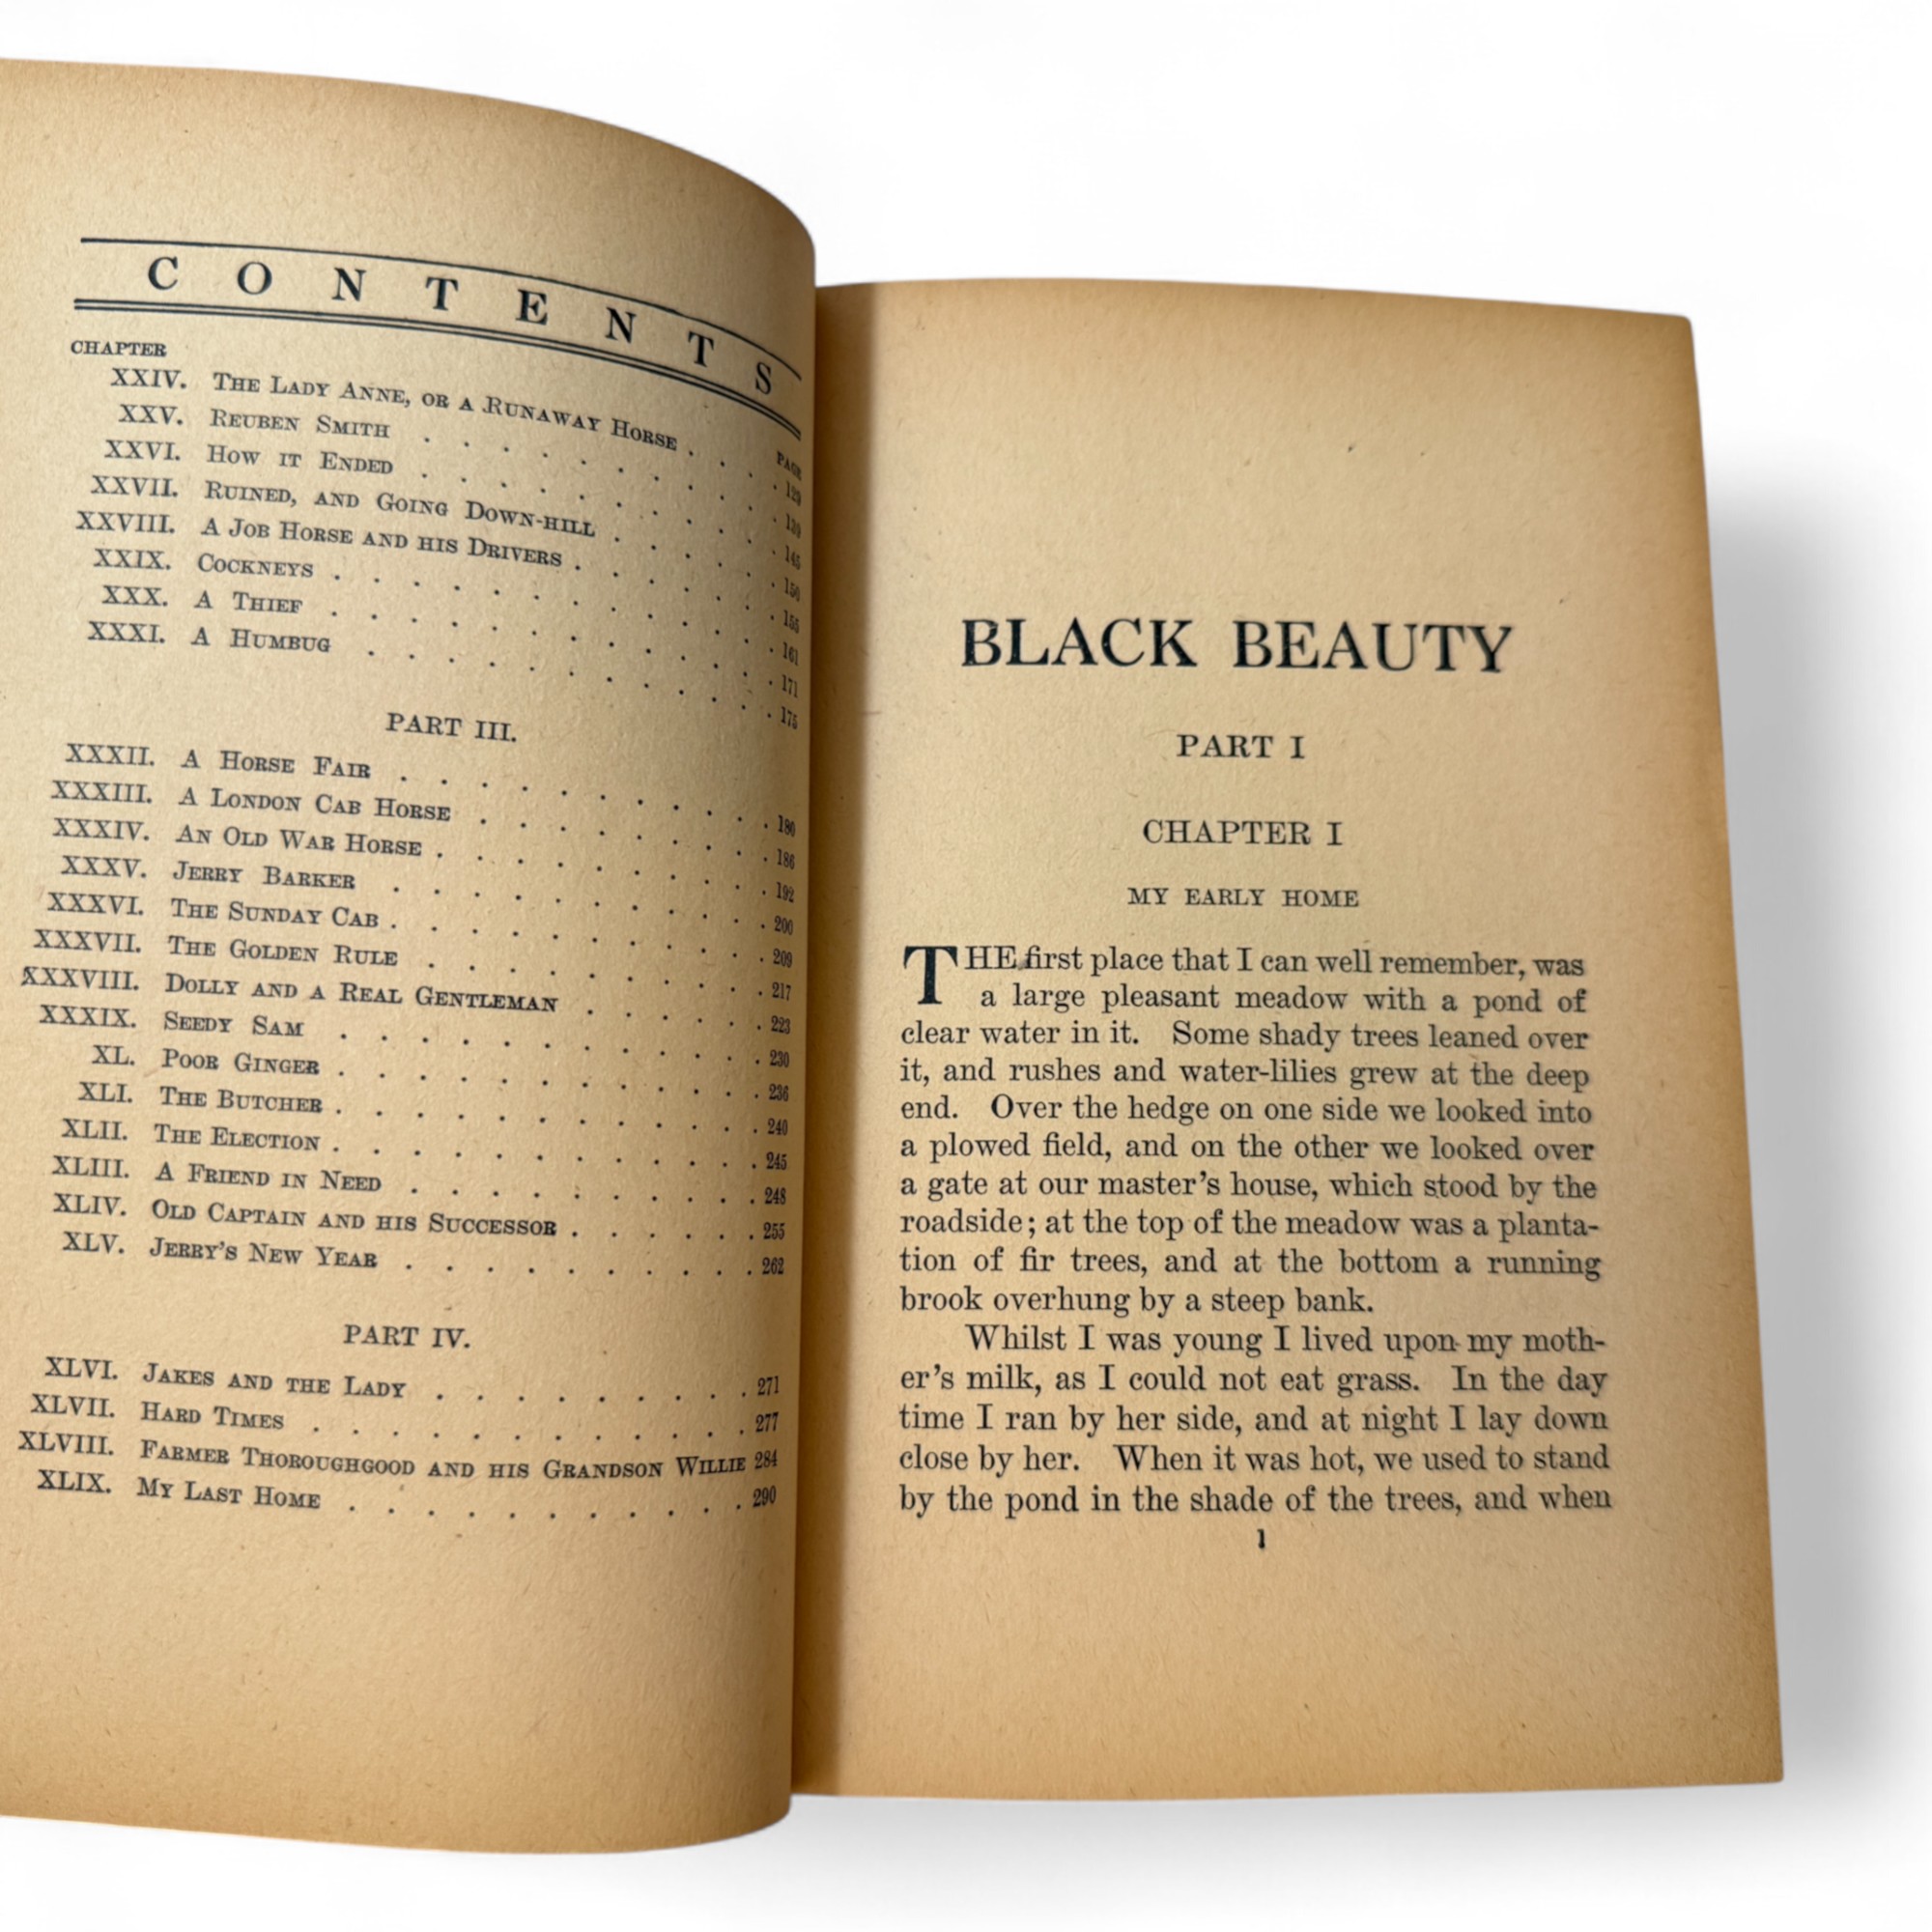 CONTENTS
CHAPTER PAGE
XXIV. The Lady Anne, or a Runaway Horse . . . 129
XXV. Reuben Smith . . . . . . . . . . 139
XXVI. How it Ended . . . . . . . . . . 145
XXVII. Ruined, and Going Down-hill . . . . . 150
XXVIII. A Job Horse and his Drivers . . . . . . 155
XXIX. Cockneys . . . . . . . . . . . . 161
XXX. A Thief . . . . . . . . . . . . 171
XXXI. A Humbug . . . . . . . . . . . 175
PART III.
XXXII. A Horse Fair . . . . . . . . . . 180
XXXIII. A London Cab Horse . . . . . . . . 186
XXXIV. An Old War Horse . . . . . . . . . 192
XXXV. Jerry Barker . . . . . . . . . . 200
XXXVI. The Sunday Cab . . . . . . . . . . 209
XXXVII. The Golden Rule . . . . . . . . . 217
XXXVIII. Dolly and a Real Gentleman . . . . . 223
XXXIX. Seedy Sam . . . . . . . . . . . 230
XL. Poor Ginger . . . . . . . . . . . 236
XLI. The Butcher . . . . . . . . . . . 240
XLII. The Election . . . . . . . . . . . 245
XLIII. A Friend in Need . . . . . . . . . 248
XLIV. Old Captain and his Successor . . . . . 255
XLV. Jerry's New Year . . . . . . . . . 262
PART IV.
XLVI. Jakes and the Lady . . . . . . . . 271
XLVII. Hard Times . . . . . . . . . . . 277
XLVIII. Farmer Thoroughgood and his Grandson Willie 284
XLIX. My Last Home . . . . . . . . . . 290
BLACK BEAUTY
PART I
CHAPTER I
MY EARLY HOME
THE first place that I can well remember, was
a large pleasant meadow with a pond of
clear water in it. Some shady trees leaned over
it, and rushes and water-lilies grew at the deep
end. Over the hedge on one side we looked into
a plowed field, and on the other we looked over
a gate at our master's house, which stood by the
roadside; at the top of the meadow was a planta-
tion of fir trees, and at the bottom a running
brook overhung by a steep bank.
Whilst I was young I lived upon my moth-
er's milk, as I could not eat grass. In the day
time I ran by her side, and at night I lay down
close by her. When it was hot, we used to stand
by the pond in the shade of the trees, and when
1